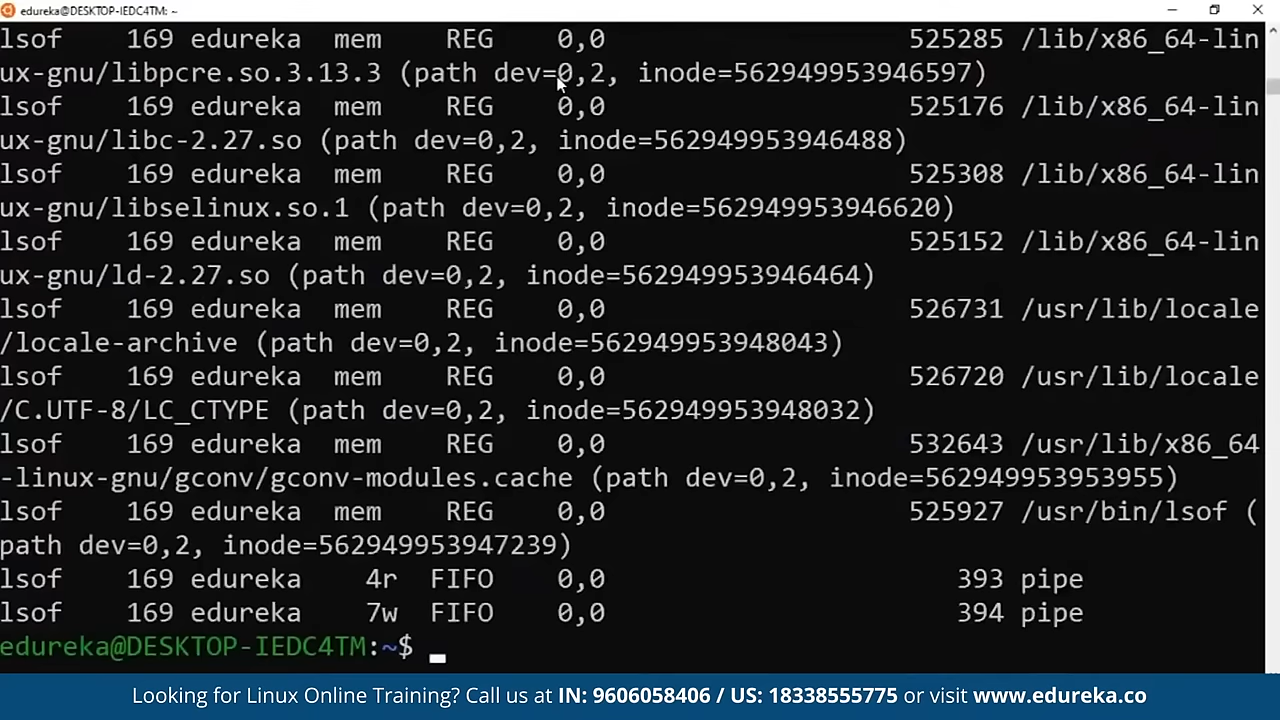 edureka@DESKTOP-IEDC4TM: ~
lsof 169 edureka mem REG 0,0 525285 /lib/x86_64-lin
ux-gnu/libpcre.so.3.13.3 (path dev=0,2, inode=562949953946597)
lsof 169 edureka mem REG 0,0 525176 /lib/x86_64-lin
ux-gnu/libc-2.27.so (path dev=0,2, inode=562949953946488)
lsof 169 edureka mem REG 0,0 525308 /lib/x86_64-lin
ux-gnu/libselinux.so.1 (path dev=0,2, inode=562949953946620)
lsof 169 edureka mem REG 0,0 525152 /lib/x86_64-lin
ux-gnu/ld-2.27.so (path dev=0,2, inode=562949953946464)
lsof 169 edureka mem REG 0,0 526731 /usr/lib/locale
/locale-archive (path dev=0,2, inode=562949953948043)
lsof 169 edureka mem REG 0,0 526720 /usr/lib/locale
/C.UTF-8/LC_CTYPE (path dev=0,2, inode=562949953948032)
lsof 169 edureka mem REG 0,0 532643 /usr/lib/x86_64
-linux-gnu/gconv/gconv-modules.cache (path dev=0,2, inode=562949953953955)
lsof 169 edureka mem REG 0,0 525927 /usr/bin/lsof (
path dev=0,2, inode=562949953947239)
lsof 169 edureka 4r FIFO 0,0 393 pipe
lsof 169 edureka 7w FIFO 0,0 394 pipe
edureka@DESKTOP-IEDC4TM:~$
Looking for Linux Online Training? Call us at IN: 9606058406 / US: 18338555775 or visit www.edureka.co